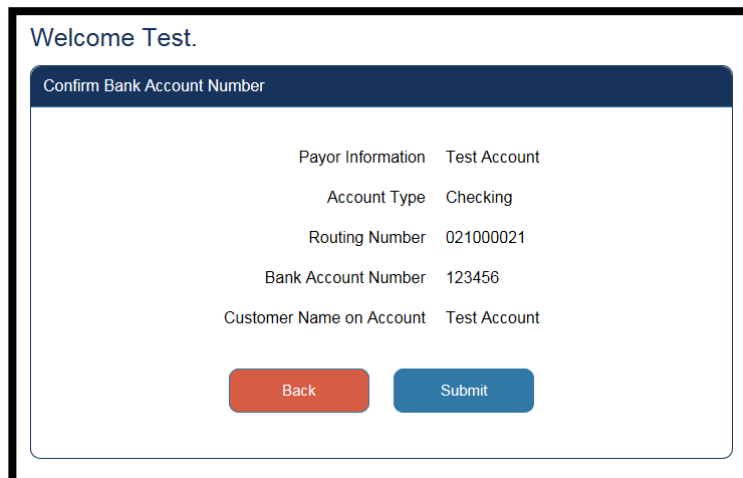 Welcome Test.
Confirm Bank Account Number
Payor Information Test Account
Account Type Checking
Routing Number 021000021
Bank Account Number 123456
Customer Name on Account Test Account
Back Submit